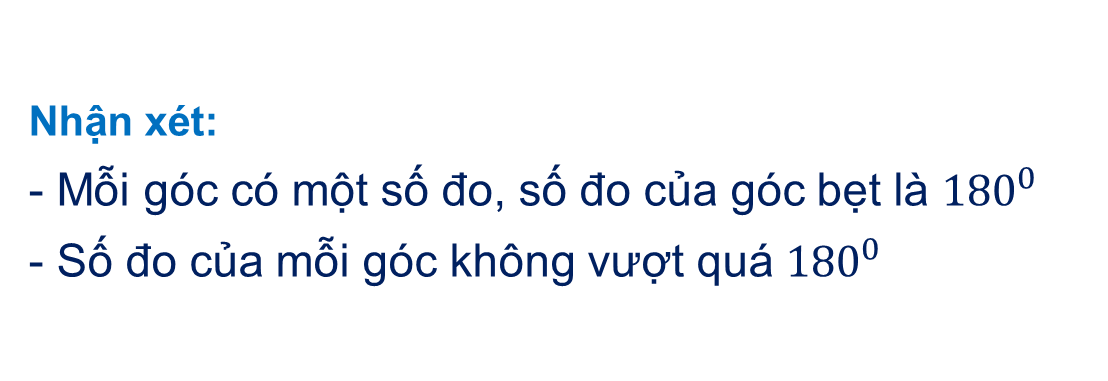 Nhận xét:
- Mỗi góc có một số đo, số đo của góc bẹt là 180⁰
- Số đo của mỗi góc không vượt quá 180⁰